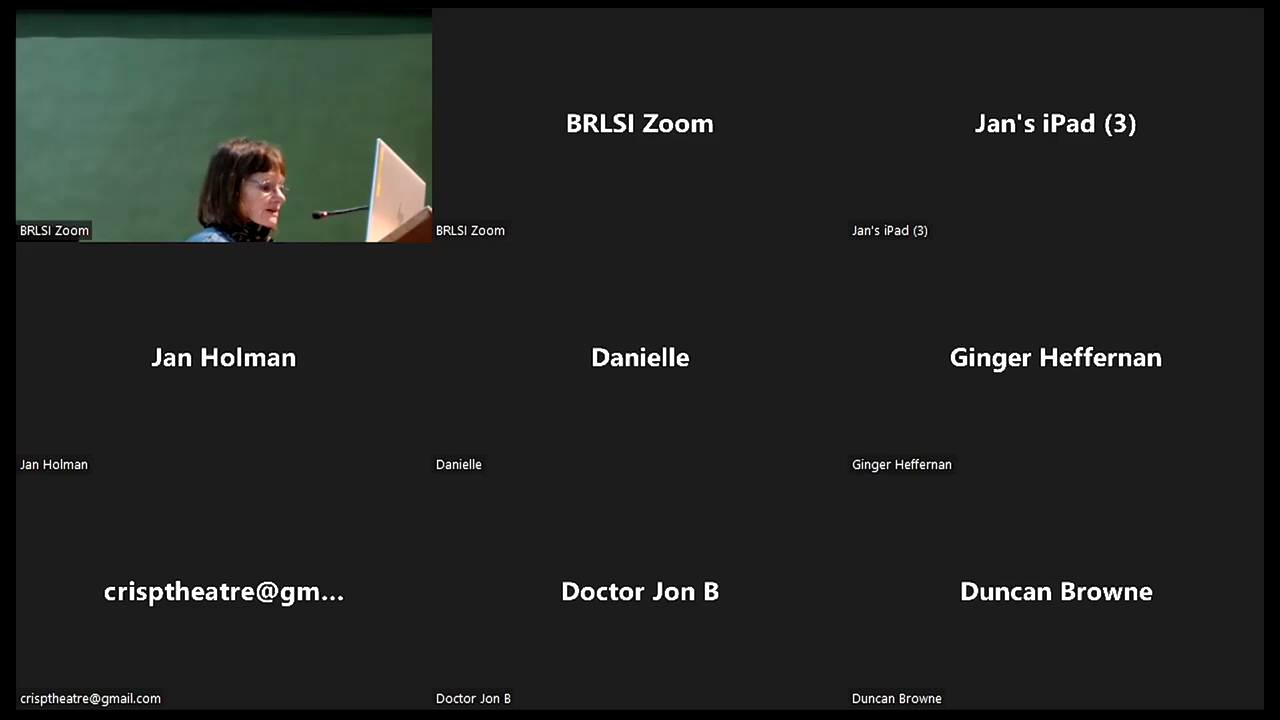 BRLSI Zoom
Jan's iPad (3)
BRLSI Zoom
BRLSI Zoom
Jan's iPad (3)
Jan Holman
Danielle
Ginger Heffernan
Jan Holman
Danielle
Ginger Heffernan
crisptheatre@gm...
Doctor Jon B
Duncan Browne
crisptheatre@gmail.com
Doctor Jon B
Duncan Browne